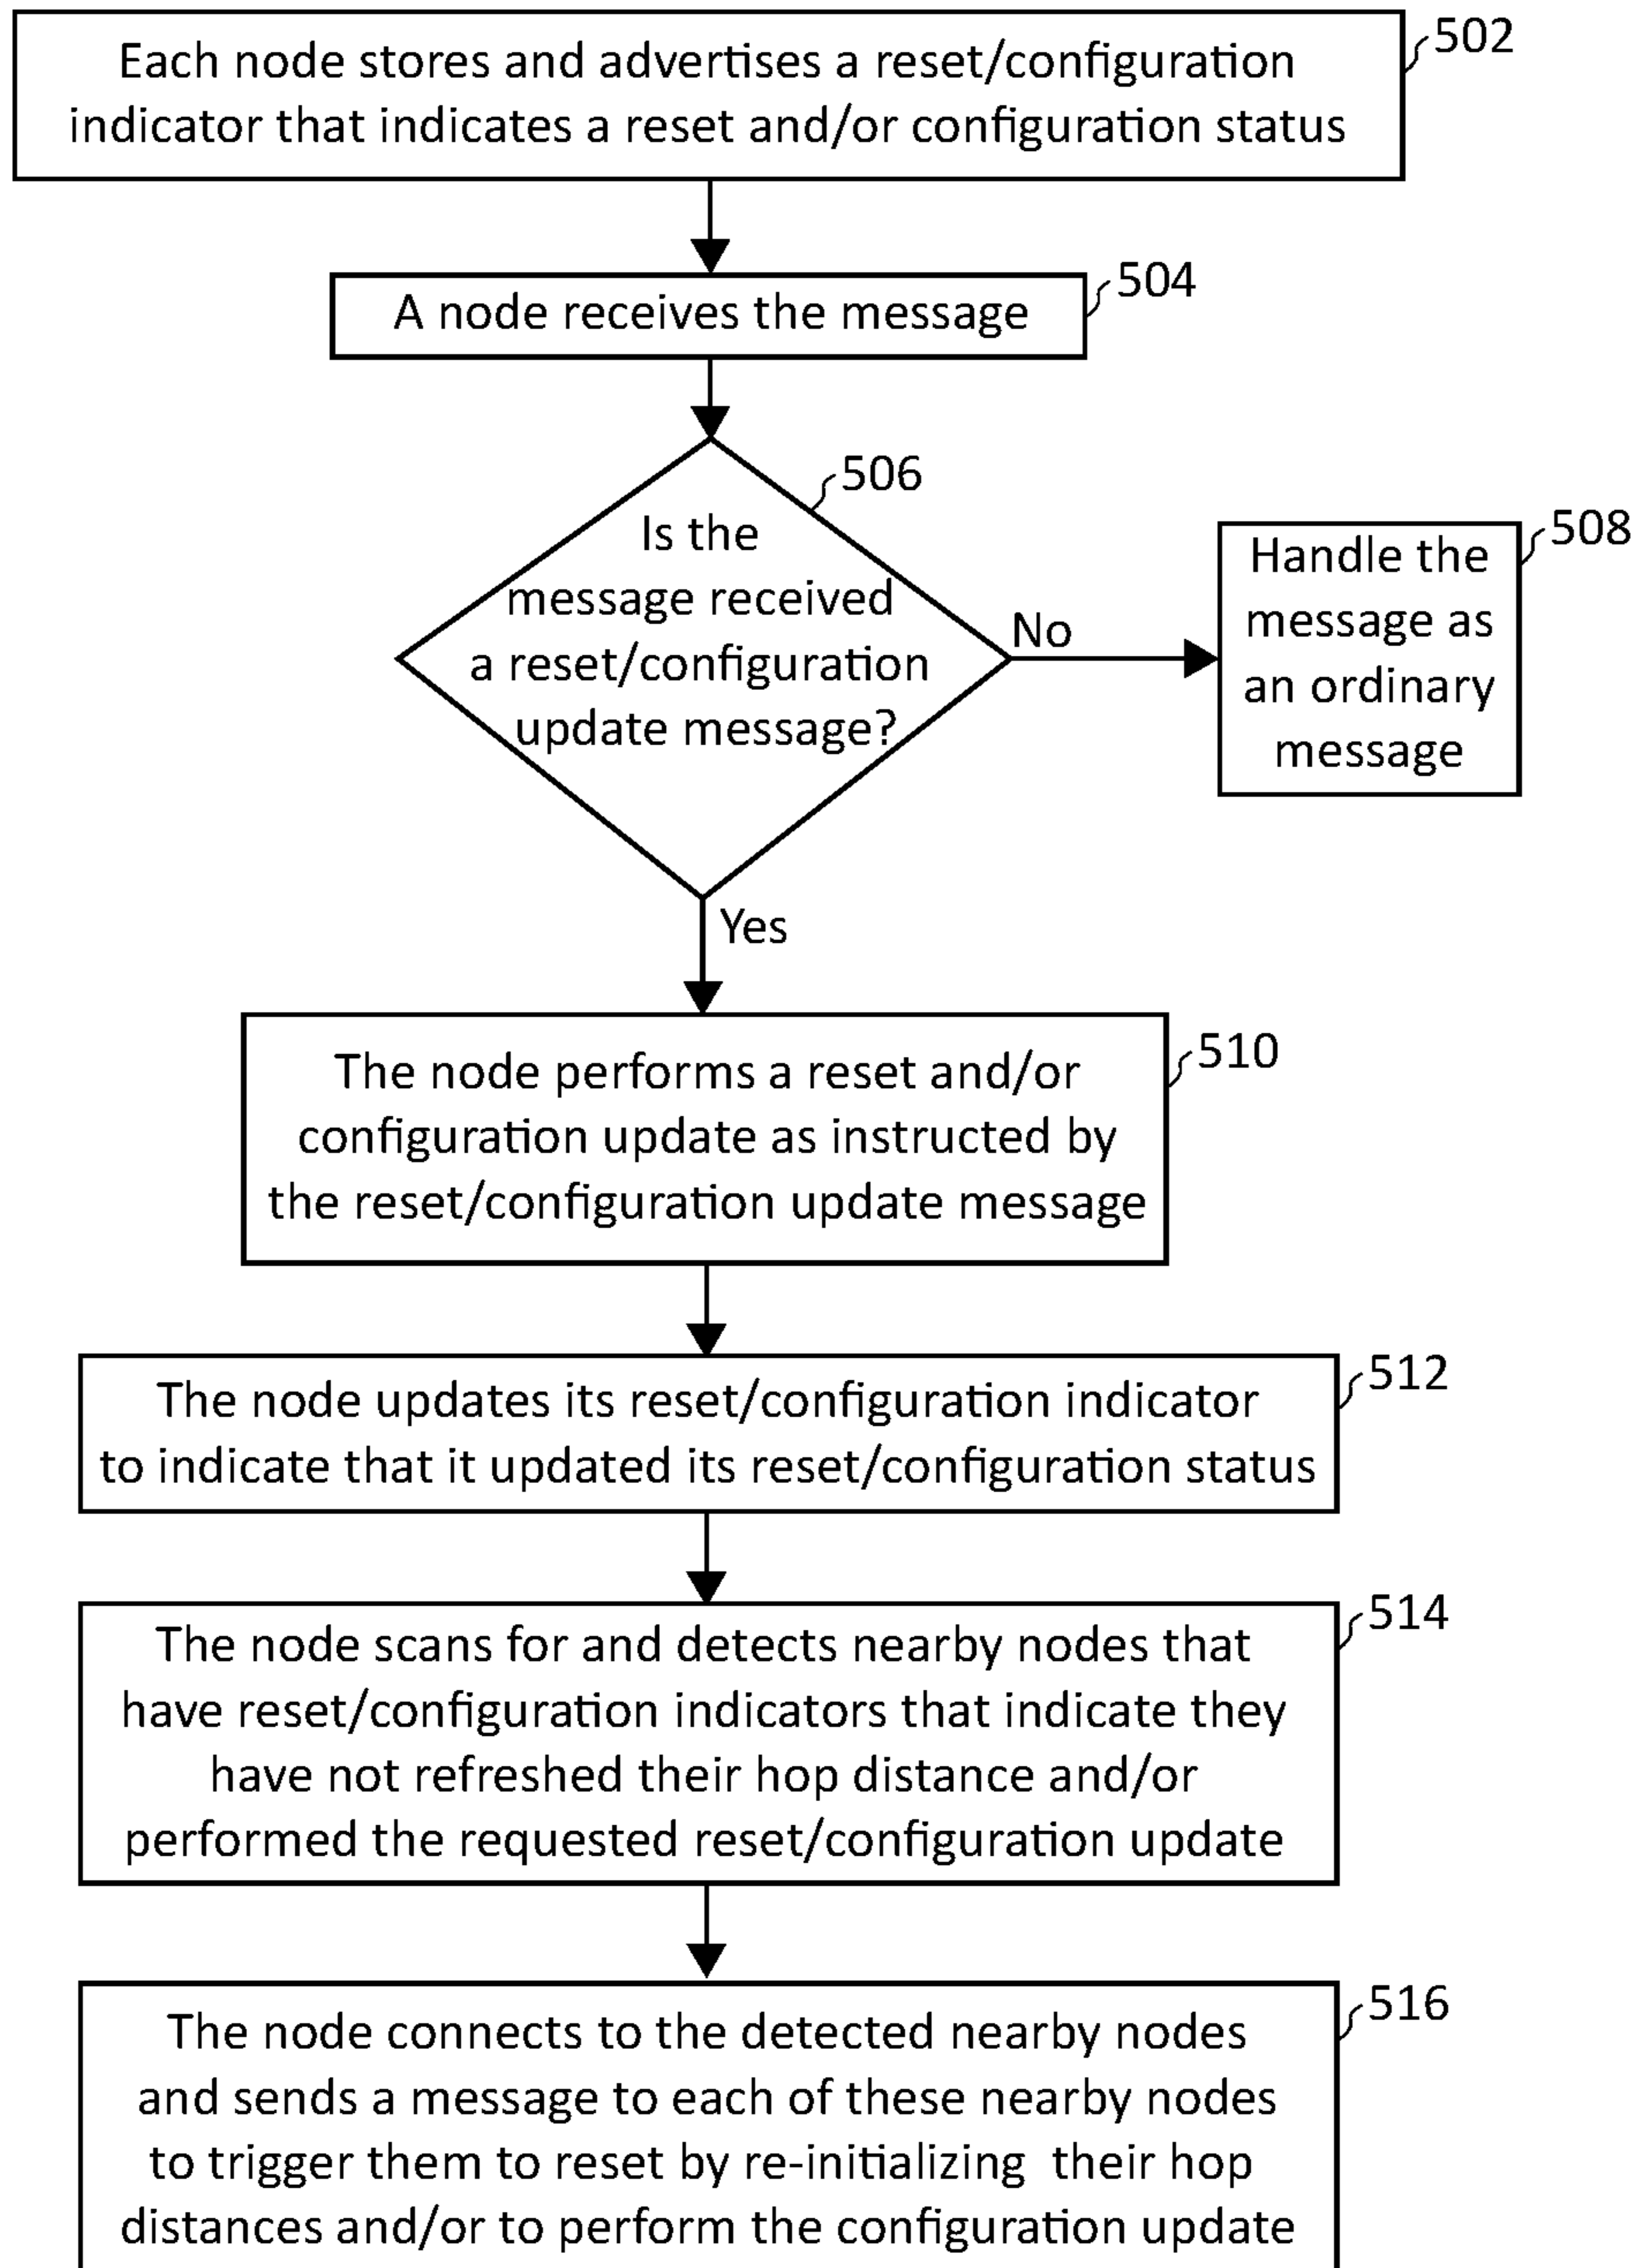 Each node stores and advertises a reset/configuration
indicator that indicates a reset and/or configuration status
502
A node receives the message
504
Is the
message received
a reset/configuration
update message?
506
No
Handle the
message as
an ordinary
message
508
Yes
The node performs a reset and/or
configuration update as instructed by
the reset/configuration update message
510
The node updates its reset/configuration indicator
to indicate that it updated its reset/configuration status
512
The node scans for and detects nearby nodes that
have reset/configuration indicators that indicate they
have not refreshed their hop distance and/or
performed the requested reset/configuration update
514
The node connects to the detected nearby nodes
and sends a message to each of these nearby nodes
to trigger them to reset by re-initializing  their hop
distances and/or to perform the configuration update
516